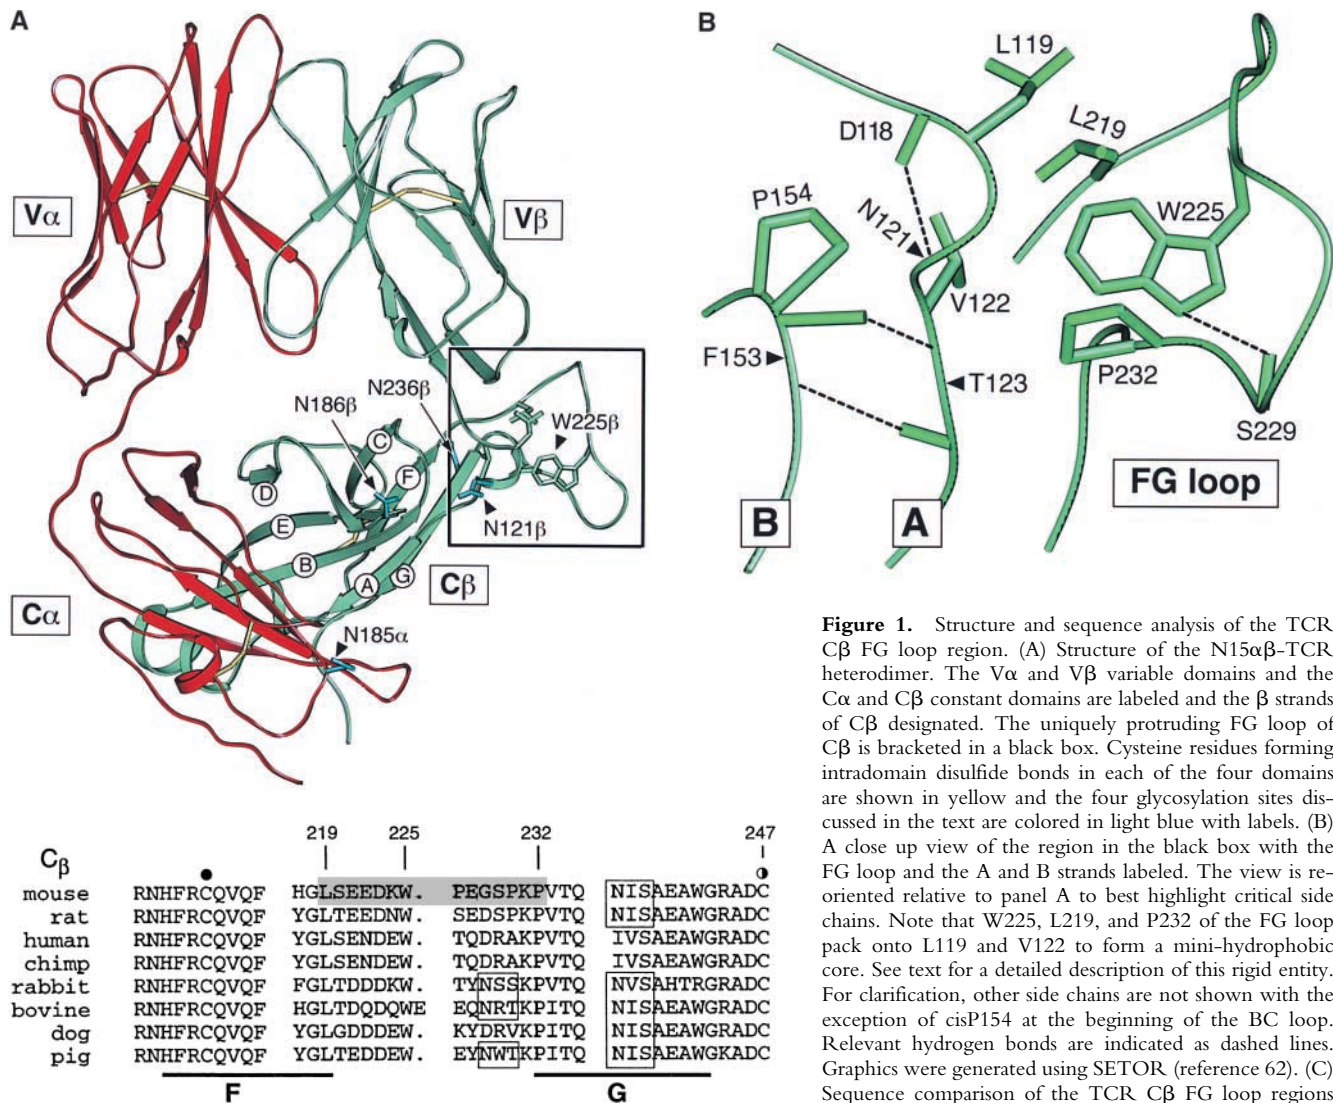 A
Vα
Vβ
N236β
N186β
W225β
C
F
D
E
N121β
B
A
G
Cβ
Cα
N185α
B
L119
D118
L219
P154
N121
W225
V122
F153
T123
P232
S229
B
A
FG loop
219 225 232 247
Cβ
mouse RNHFRCQVQF HGLSEEDKW. PEGSPKPVTQ NISAEAWGRADC
rat RNHFRCQVQF YGLTEEDNW. SEDSPKPVTQ NISAEAWGRADC
human RNHFRCQVQF YGLSENDEW. TQDRAKPVTQ IVSAEAWGRADC
chimp RNHFRCQVQF YGLSENDEW. TQDRAKPVTQ IVSAEAWGRADC
rabbit RNHFRCQVQF FGLTDDDKW. TYNSSKPVTQ NVSAHTRGRADC
bovine RNHFRCQVQF HGLTDQDQWE EQNRTKPITQ NISAEAWGRADC
dog RNHFRCQVQF YGLGDDDEW. KYDRVKPITQ NISAEAWGRADC
pig RNHFRCQVQF YGLTEDDEW. EYNWTKPITQ NISAEAWGKADC
F G
Figure 1. Structure and sequence analysis of the TCR
Cβ FG loop region. (A) Structure of the N15αβ-TCR
heterodimer. The Vα and Vβ variable domains and the
Cα and Cβ constant domains are labeled and the β strands
of Cβ designated. The uniquely protruding FG loop of
Cβ is bracketed in a black box. Cysteine residues forming
intradomain disulfide bonds in each of the four domains
are shown in yellow and the four glycosylation sites dis-
cussed in the text are colored in light blue with labels. (B)
A close up view of the region in the black box with the
FG loop and the A and B strands labeled. The view is re-
oriented relative to panel A to best highlight critical side
chains. Note that W225, L219, and P232 of the FG loop
pack onto L119 and V122 to form a mini-hydrophobic
core. See text for a detailed description of this rigid entity.
For clarification, other side chains are not shown with the
exception of cisP154 at the beginning of the BC loop.
Relevant hydrogen bonds are indicated as dashed lines.
Graphics were generated using SETOR (reference 62). (C)
Sequence comparison of the TCR Cβ FG loop regions